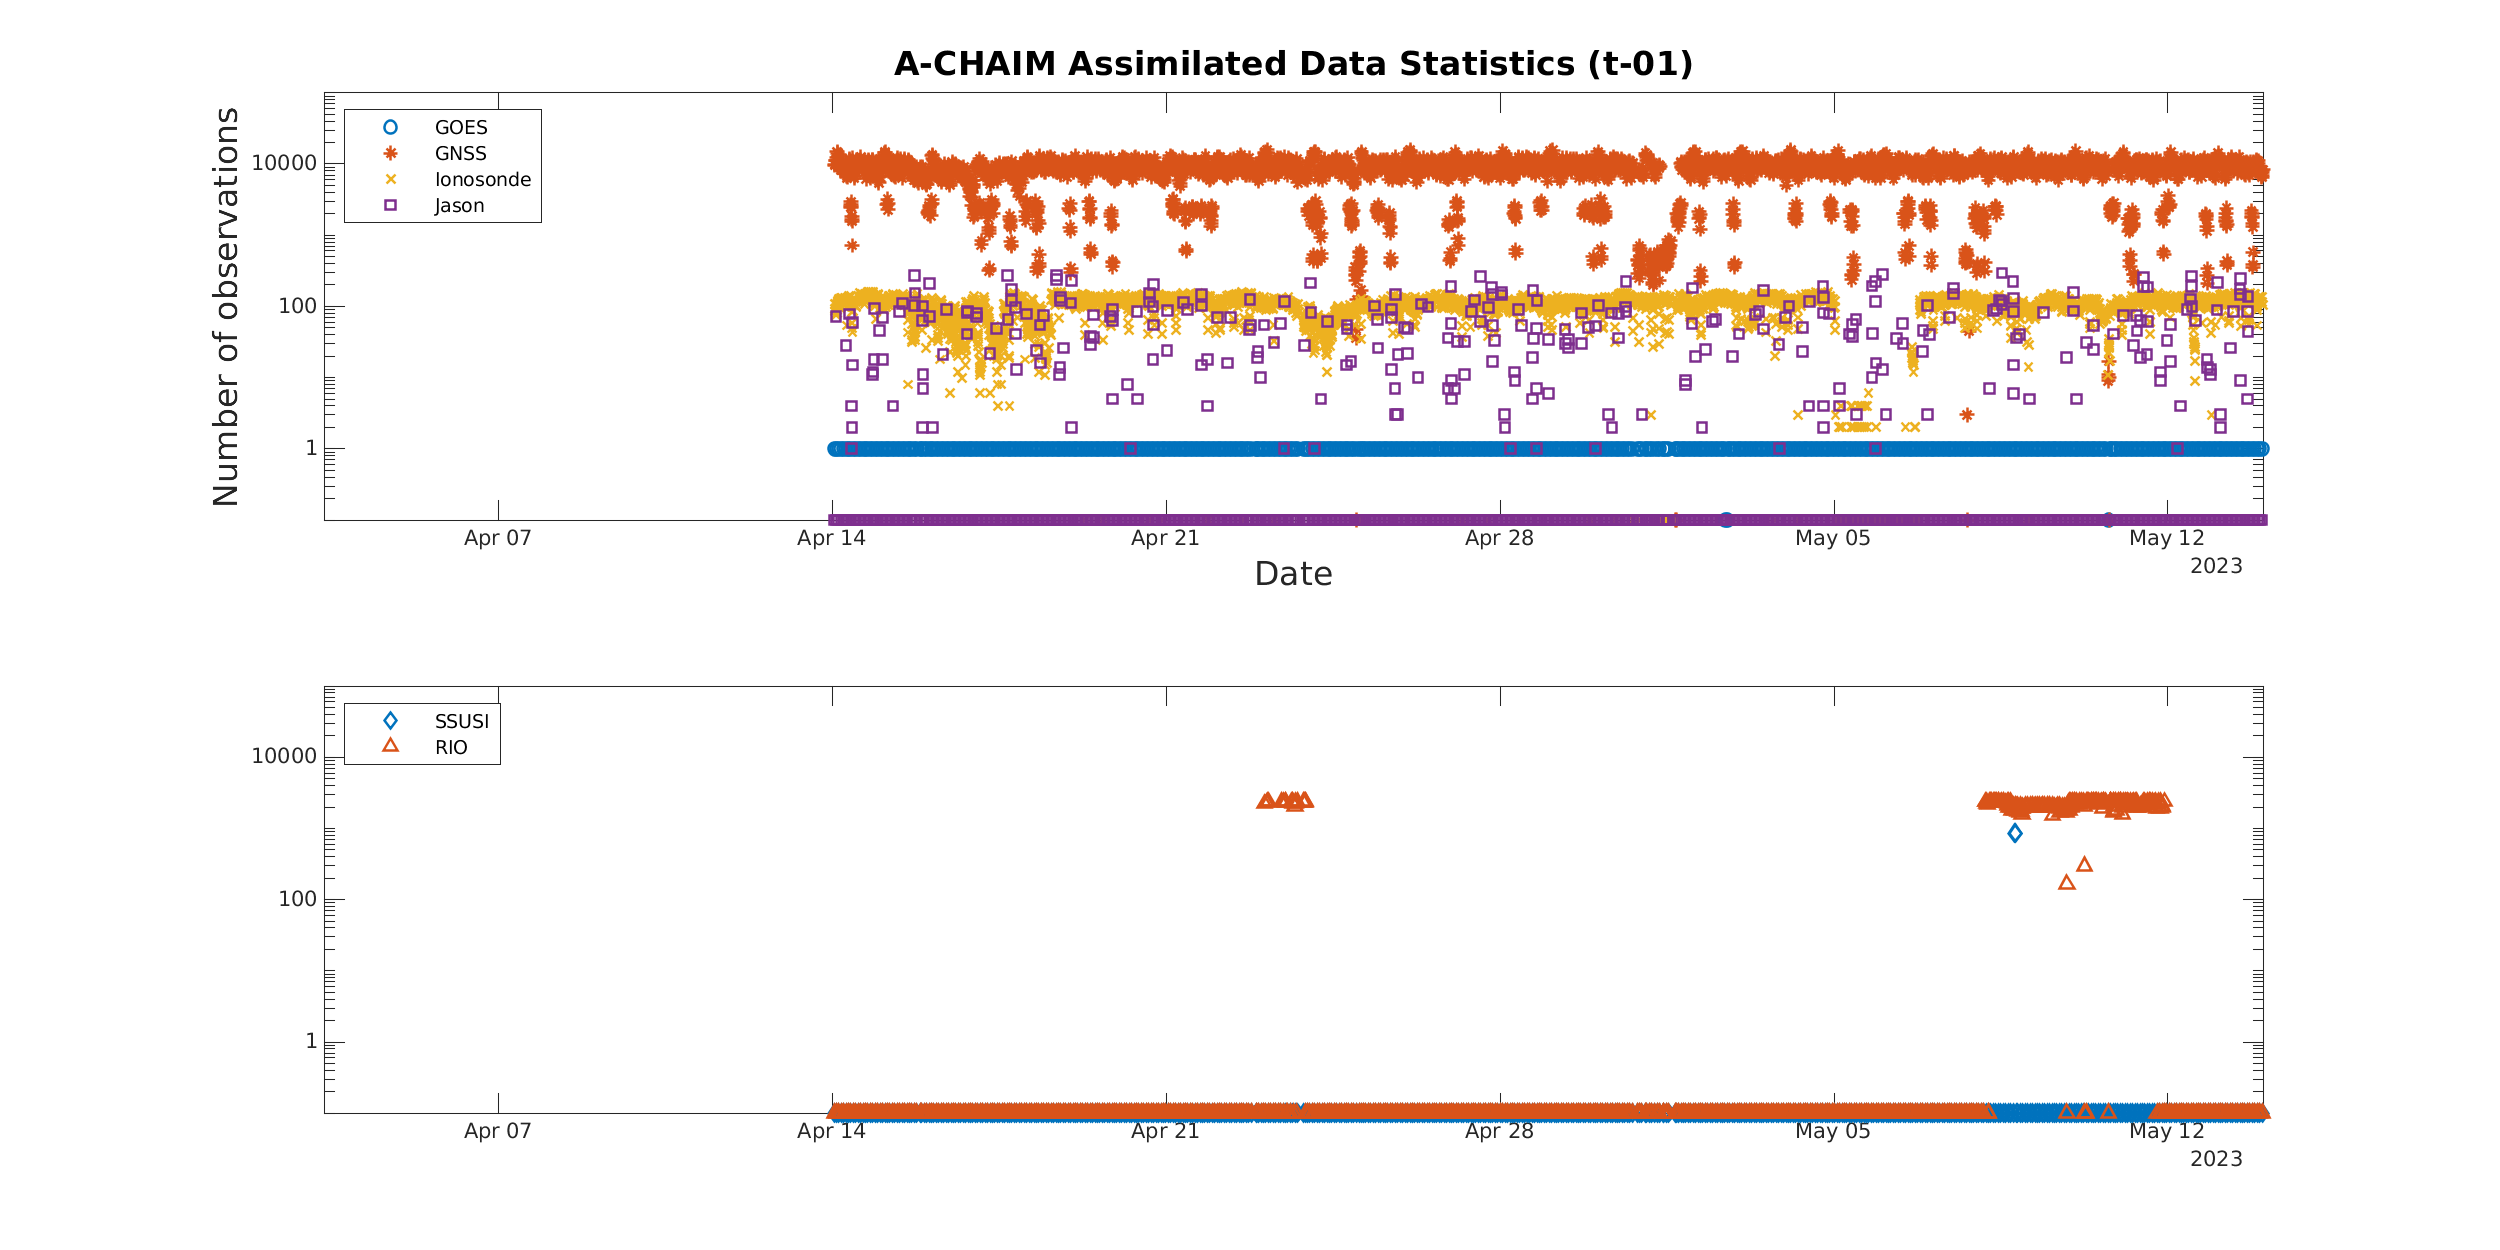 A-CHAIM Assimilated Data Statistics (t-01)
Number of observations
10000
100
1
GOES
GNSS
Ionosonde
Jason
Apr 07 Apr 14 Apr 21 Apr 28 May 05 May 12
2023
Date
10000
100
1
SSUSI
RIO
Apr 07 Apr 14 Apr 21 Apr 28 May 05 May 12
2023